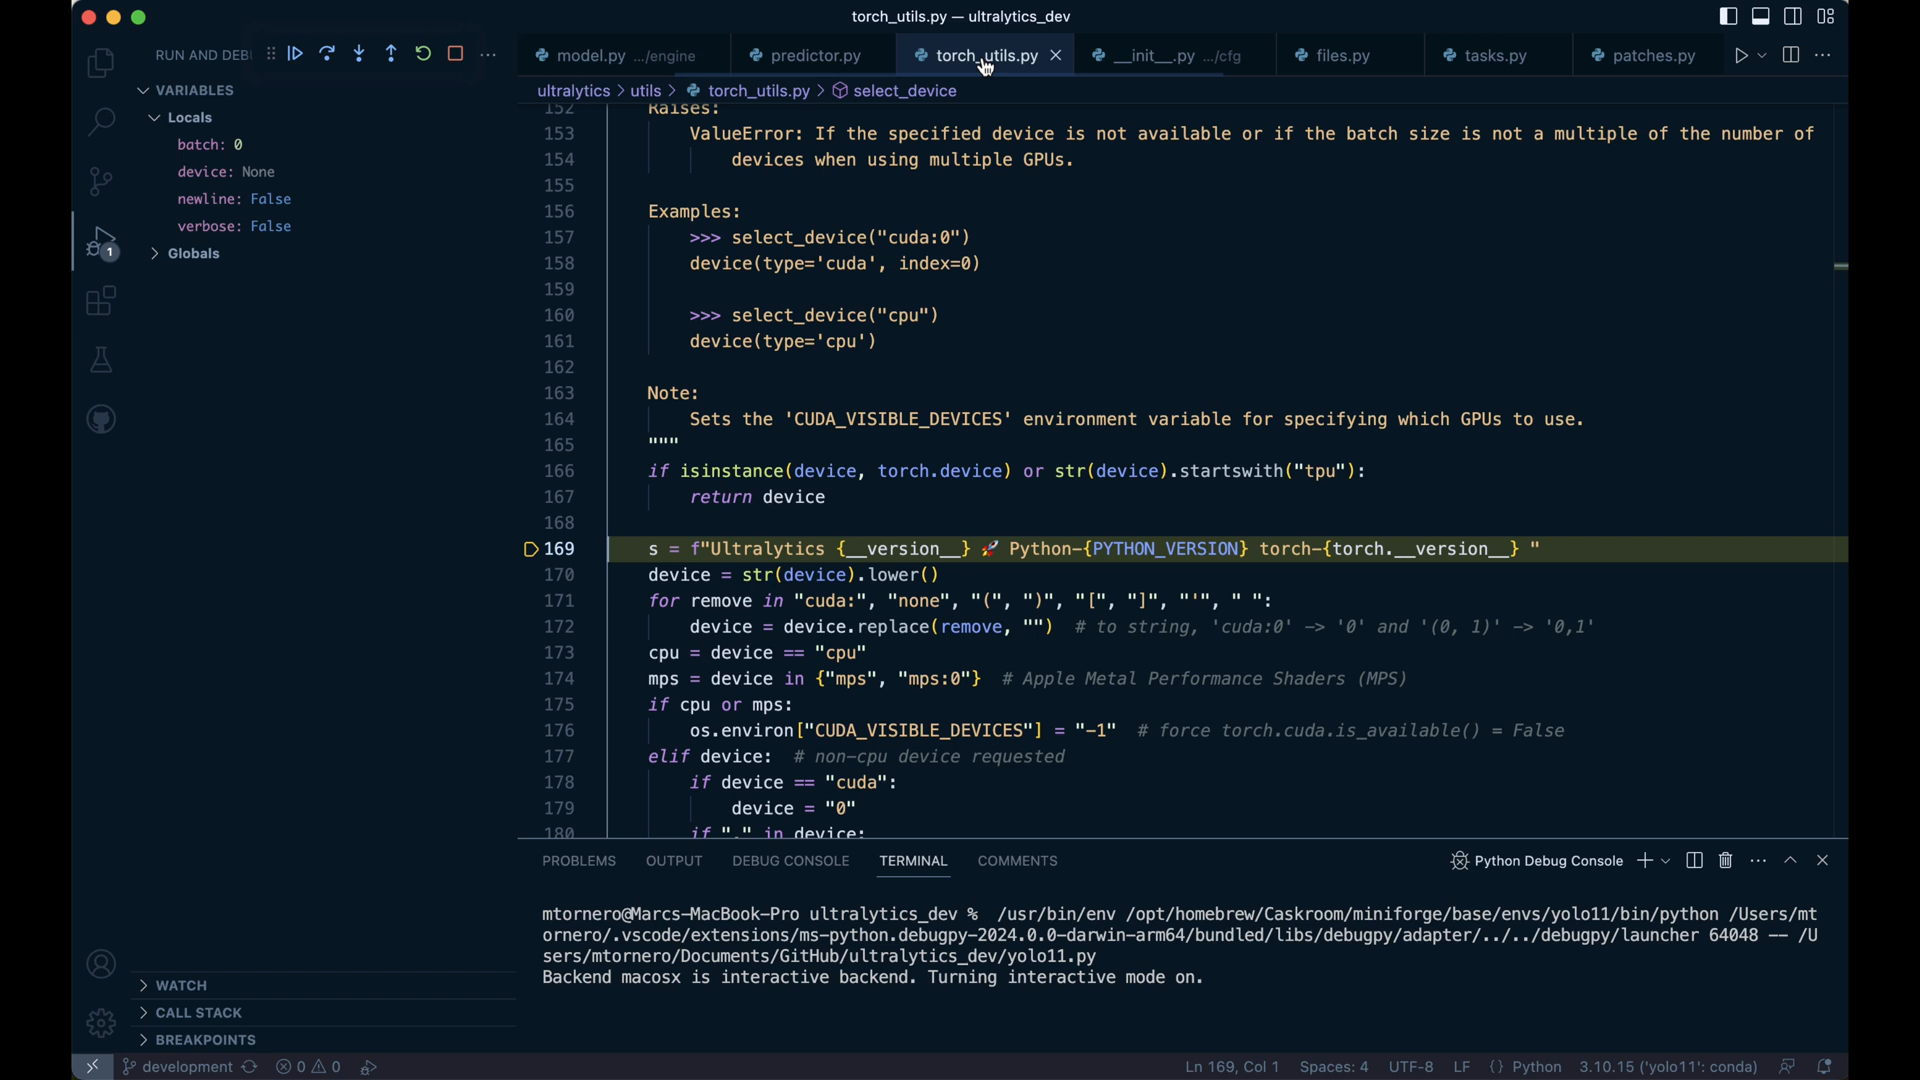 torch_utils.py — ultralytics_dev
RUN AND DEBU
model.py .../engine
predictor.py
torch_utils.py
__init__.py .../cfg
files.py
tasks.py
patches.py
ultralytics > utils > torch_utils.py > select_device
VARIABLES
Locals
batch: 0
device: None
newline: False
verbose: False
Globals
1
152 Raises:
153 ValueError: If the specified device is not available or if the batch size is not a multiple of the number of
154 devices when using multiple GPUs.
155
156 Examples:
157 >>> select_device("cuda:0")
158 device(type='cuda', index=0)
159
160 >>> select_device("cpu")
161 device(type='cpu')
162
163 Note:
164 Sets the 'CUDA_VISIBLE_DEVICES' environment variable for specifying which GPUs to use.
165 """
166 if isinstance(device, torch.device) or str(device).startswith("tpu"):
167 return device
168
169 s = f"Ultralytics {__version__} 🚀 Python-{PYTHON_VERSION} torch-{torch.__version__} "
170 device = str(device).lower()
171 for remove in "cuda:", "none", "(", ")", "[", "]", "'", " ":
172 device = device.replace(remove, "") # to string, 'cuda:0' -> '0' and '(0, 1)' -> '0,1'
173 cpu = device == "cpu"
174 mps = device in {"mps", "mps:0"} # Apple Metal Performance Shaders (MPS)
175 if cpu or mps:
176 os.environ["CUDA_VISIBLE_DEVICES"] = "-1" # force torch.cuda.is_available() = False
177 elif device: # non-cpu device requested
178 if device == "cuda":
179 device = "0"
180 if "," in device:
PROBLEMS OUTPUT DEBUG CONSOLE TERMINAL COMMENTS
Python Debug Console
mtornero@Marcs-MacBook-Pro ultralytics_dev % /usr/bin/env /opt/homebrew/Caskroom/miniforge/base/envs/yolo11/bin/python /Users/mt
ornero/.vscode/extensions/ms-python.debugpy-2024.0.0-darwin-arm64/bundled/libs/debugpy/adapter/../../debugpy/launcher 64048 -- /U
sers/mtornero/Documents/GitHub/ultralytics_dev/yolo11.py
Backend macosx is interactive backend. Turning interactive mode on.
WATCH
CALL STACK
BREAKPOINTS
development
0 0
Ln 169, Col 1
Spaces: 4
UTF-8
LF
{} Python
3.10.15 ('yolo11': conda)